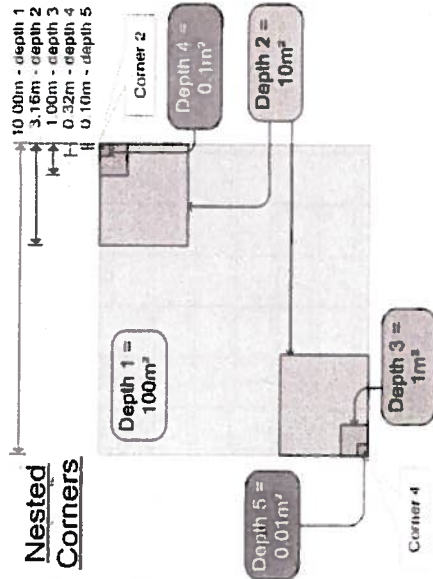 Nested
Corners
10.00m - depth 1
3.16m - depth 2
1.00m - depth 3
0.32m - depth 4
0.10m - depth 5
Corner 2
Depth 1 =
100m²
Depth 4 =
0.1m²
Depth 2 =
10m²
Depth 5 =
0.01m²
Depth 3 =
1m²
Corner 4